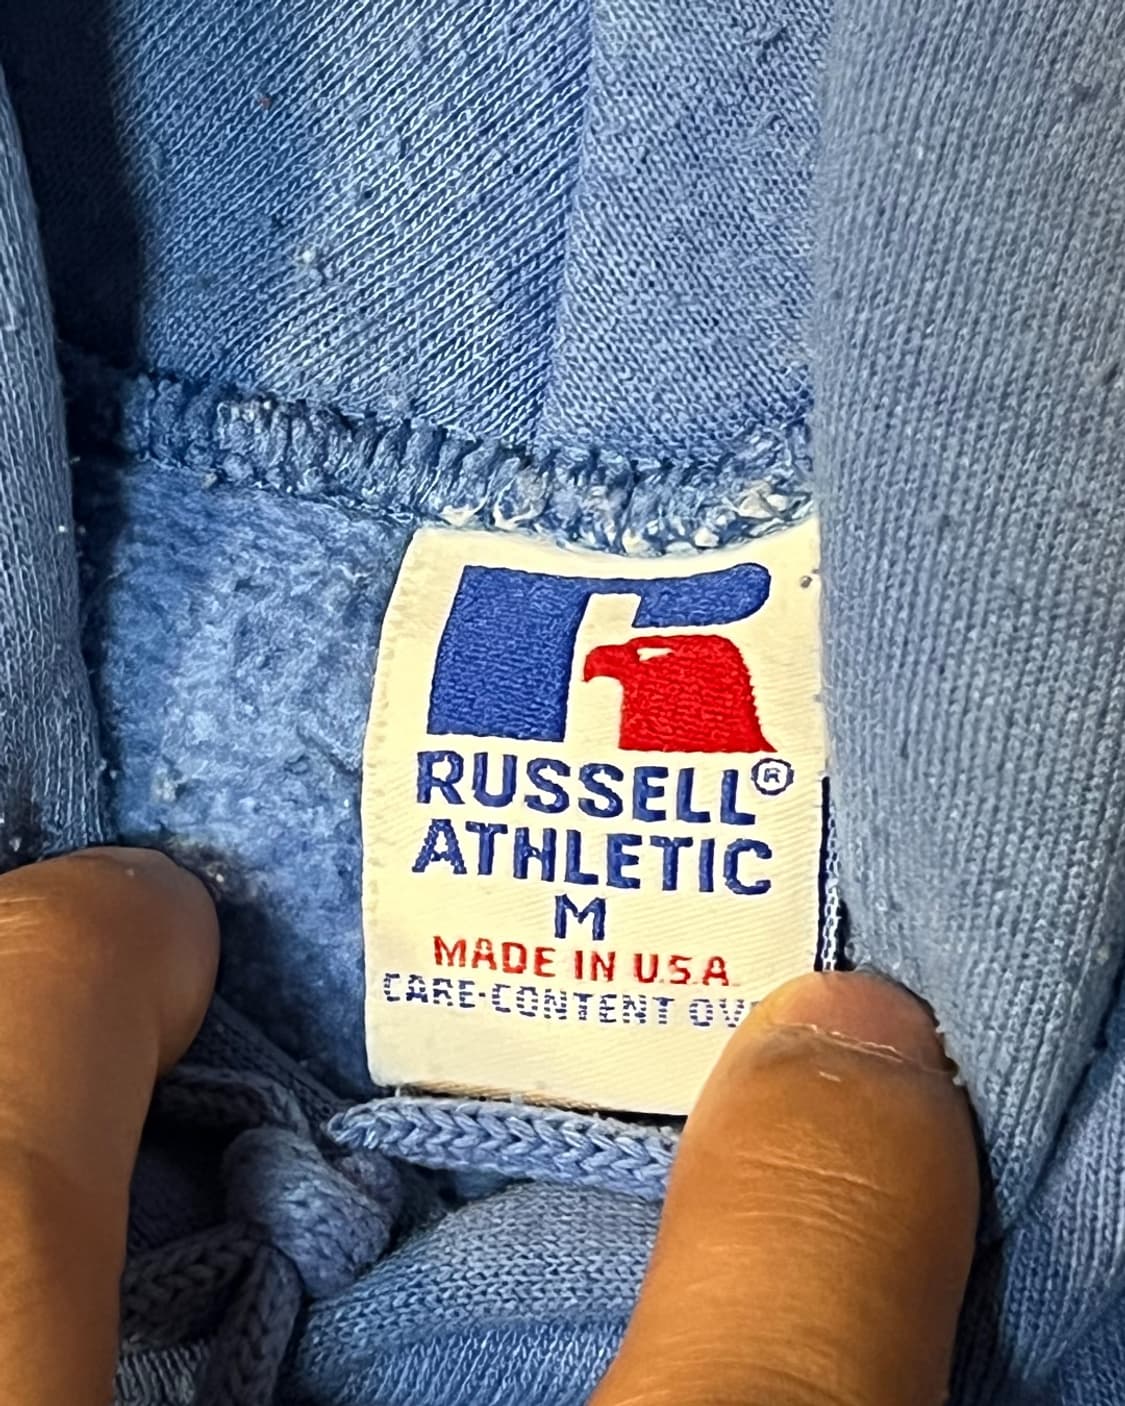 RUSSELL®
ATHLETIC
M
MADE IN U.S.A.
CARE-CONTENT